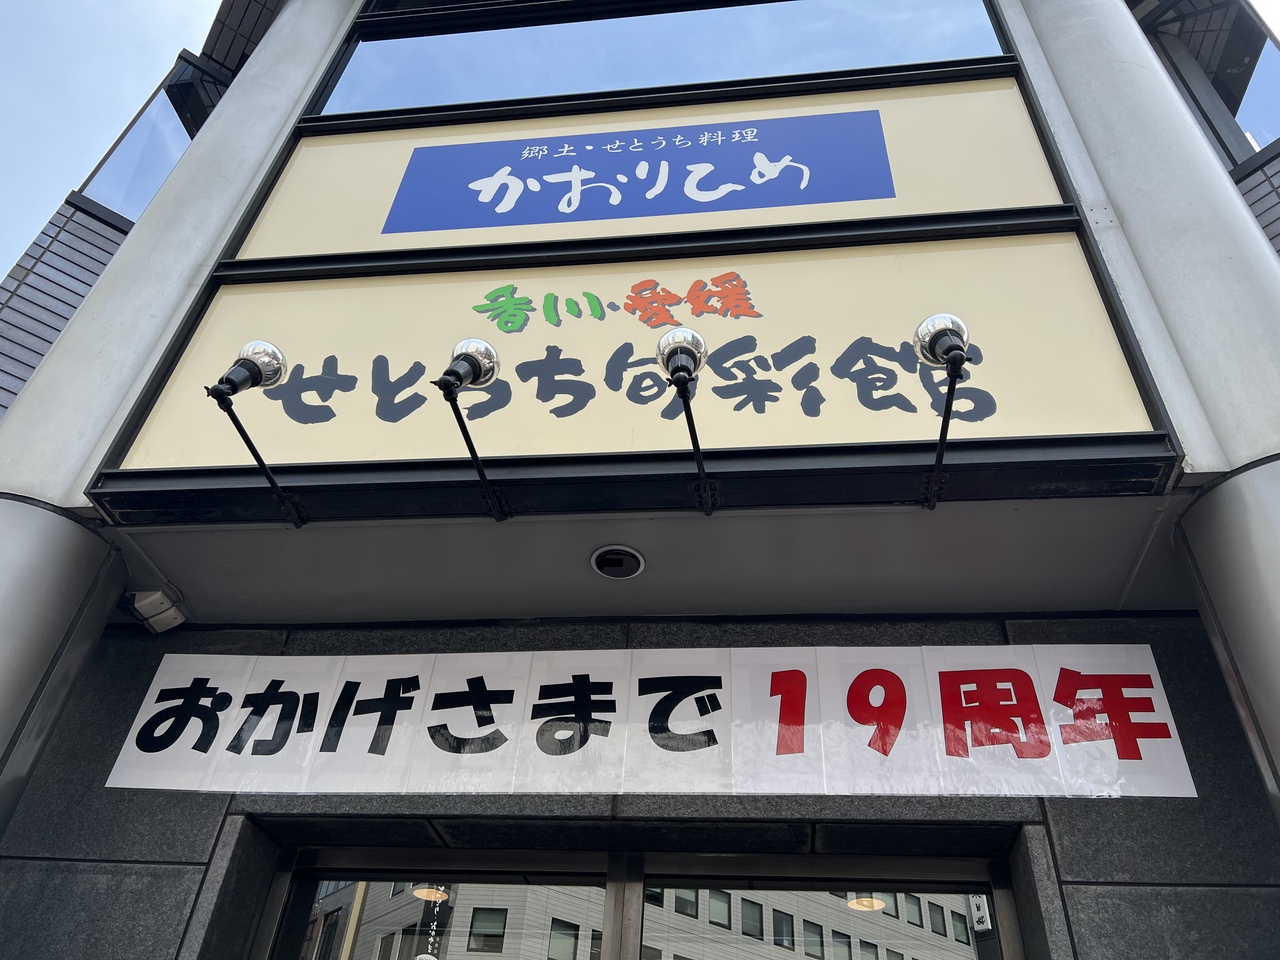 郷土・せとうち料理
かおりひめ
香川・愛媛
せとうち旬彩館
おかげさまで19周年